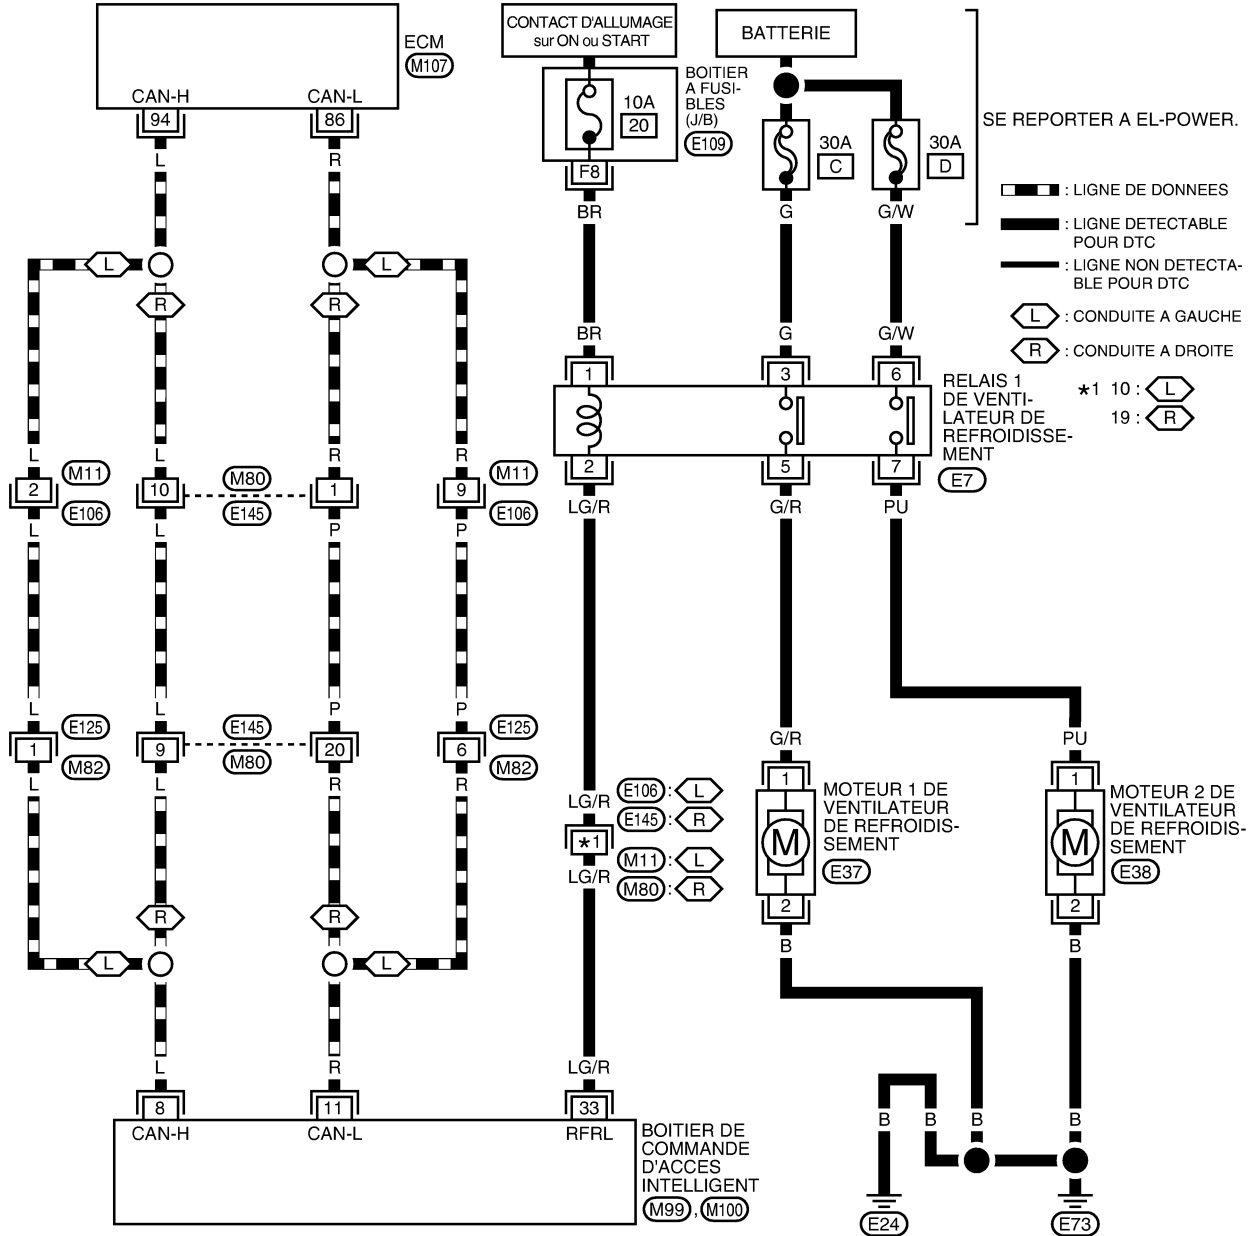 CONTACT D'ALLUMAGE
sur ON ou START
BATTERIE
ECM
M107
CAN-H
CAN-L
94
86
L
R
BOITIER
A FUSI-
BLES
(J/B)
E109
10A
20
F8
BR
30A
C
30A
D
G
G/W
SE REPORTER A EL-POWER.
: LIGNE DE DONNEES
: LIGNE DETECTABLE
POUR DTC
: LIGNE NON DETECTA-
BLE POUR DTC
L : CONDUITE A GAUCHE
R : CONDUITE A DROITE
*1 10 : L
19 : R
L
L
R
R
BR
G
G/W
1
3
6
RELAIS 1
DE VENTI-
LATEUR DE
REFROIDISSE-
MENT
E7
2
5
7
LG/R
G/R
PU
L
L
R
R
2
10
1
9
M11
E106
M80
E145
M11
E106
L
L
P
P
L
L
P
P
1
9
20
6
E125
M82
E145
M80
E125
M82
L
L
R
R
LG/R
*1
LG/R
E106 : L
E145 : R
M11 : L
M80 : R
G/R
PU
1
M
2
MOTEUR 1 DE
VENTILATEUR
DE REFROIDIS-
SEMENT
E37
1
M
2
MOTEUR 2 DE
VENTILATEUR
DE REFROIDIS-
SEMENT
E38
B
B
R
R
L
L
L
R
LG/R
8
11
33
CAN-H
CAN-L
RFRL
BOITIER DE
COMMANDE
D'ACCES
INTELLIGENT
M99 , M100
B
B
B
B
E24
E73